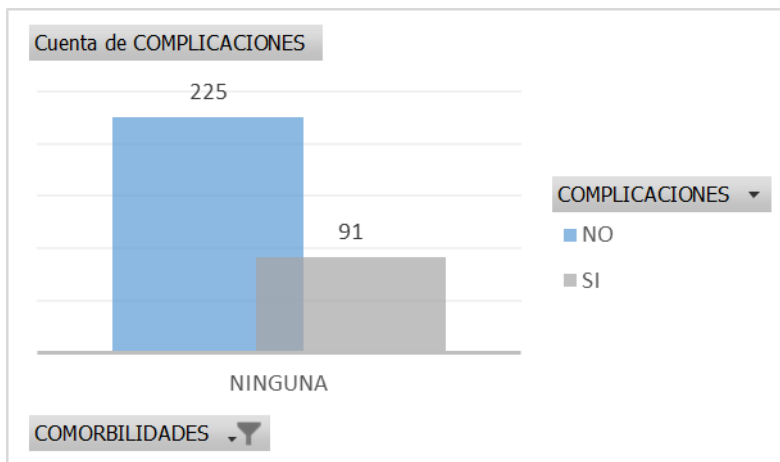 Cuenta de COMPLICACIONES
225
91
NINGUNA
COMPLICACIONES
NO
SI
COMORBILIDADES